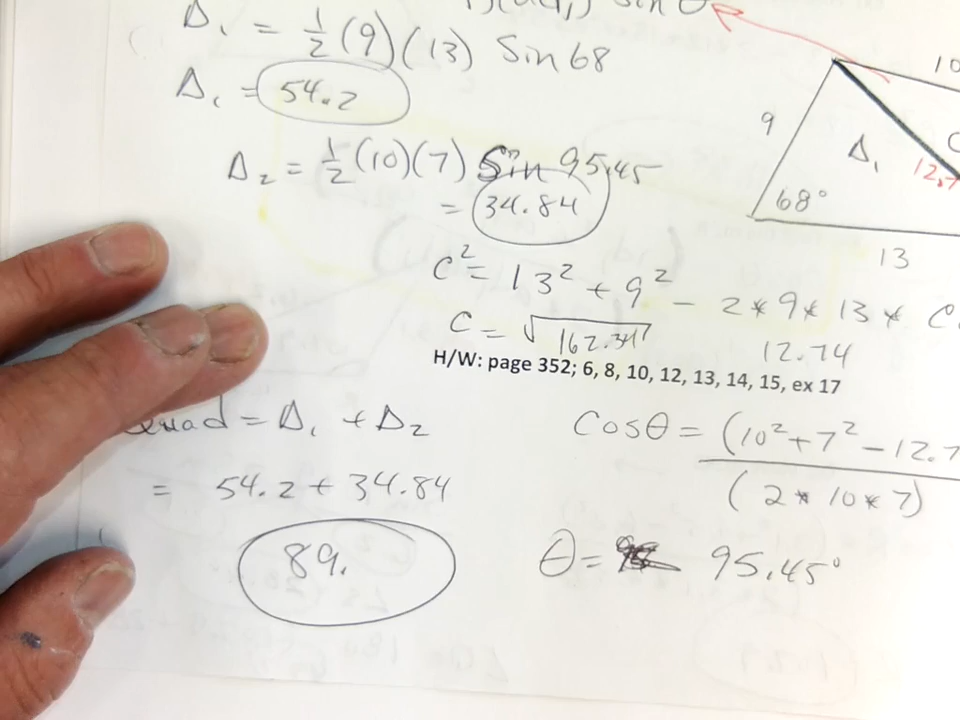 sin θ
Δ₁ = ½(9)(13) Sin 68
Δ₁ = 54.2
Δ₂ = ½(10)(7) Sin 95.45
= 34.84
10
9
Δ₁
C
12.7
68°
13
c² = 13² + 9² - 2*9*13* C
C = √162.347
12.74
H/W: page 352; 6, 8, 10, 12, 13, 14, 15, ex 17
Quad = Δ₁ + Δ₂
= 54.2 + 34.84
89.
Cosθ = (10² + 7² - 12.7
(2*10*7)
θ = 95.45°